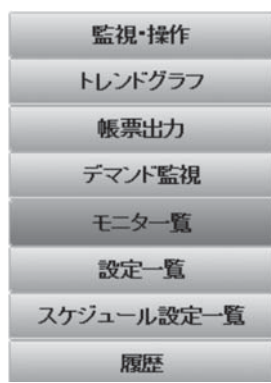 監視・操作
トレンドグラフ
帳票出力
デマンド監視
モニター覧
設定一覧
スケジュール設定一覧
履歴